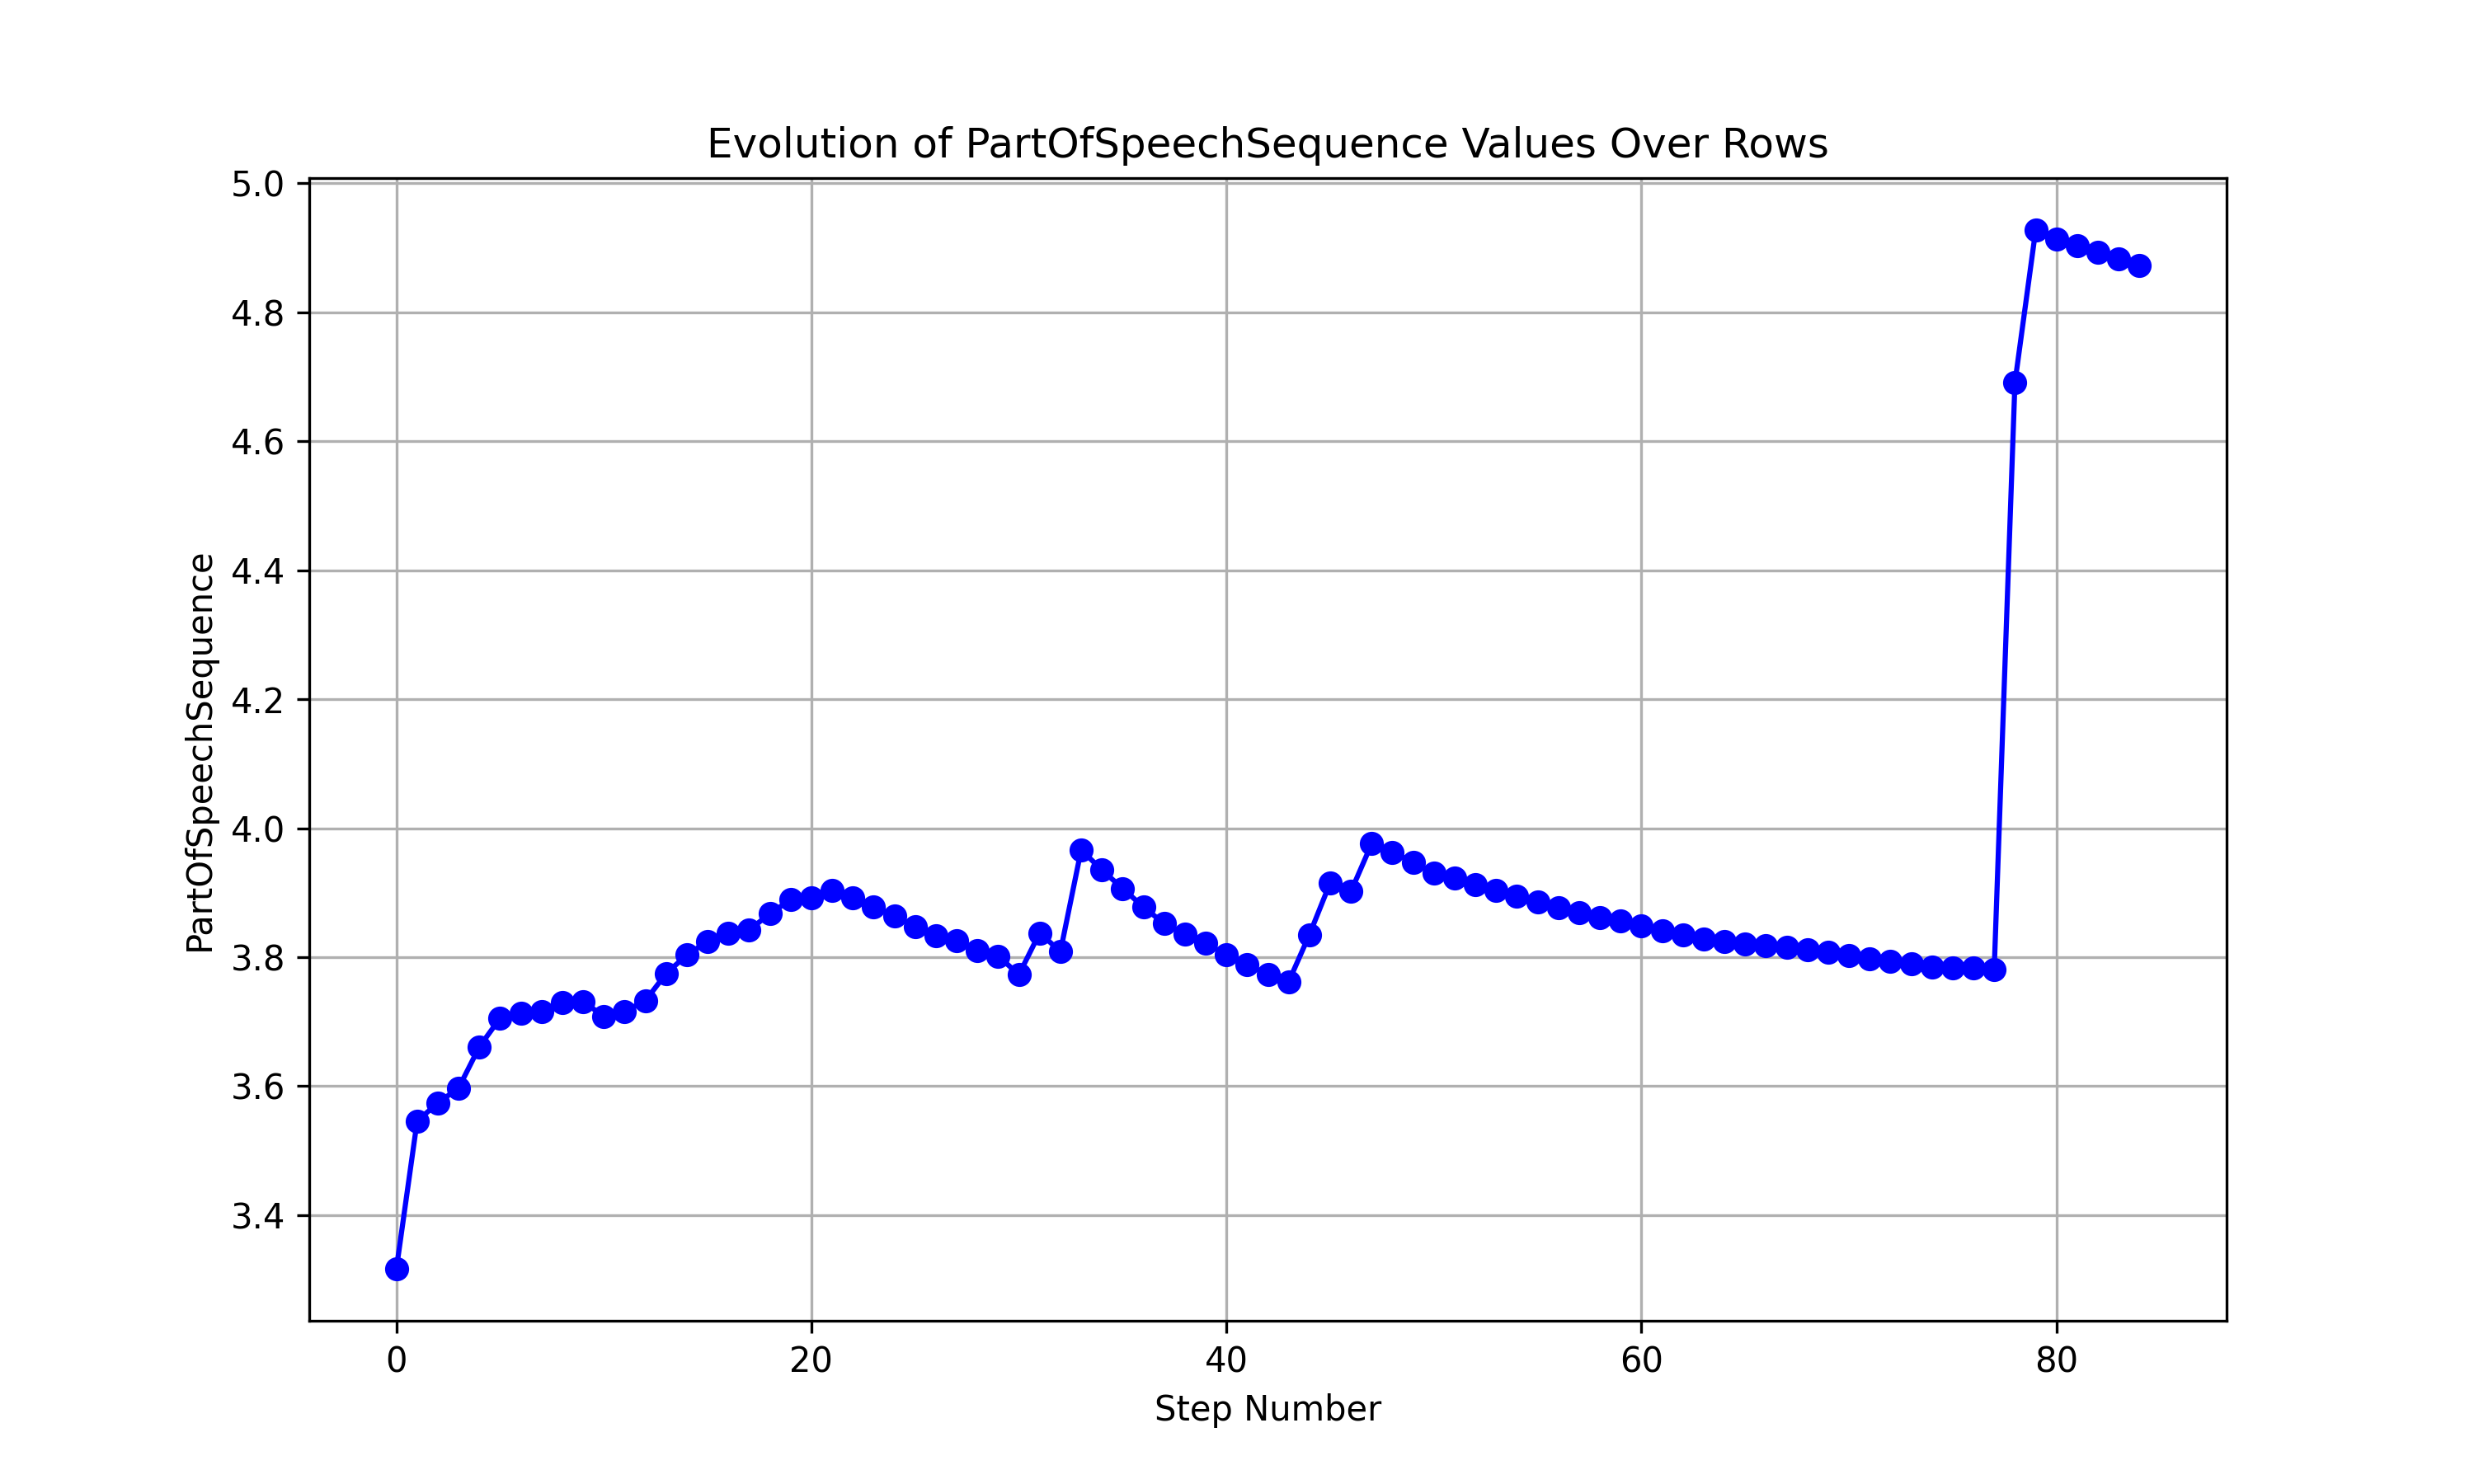 Evolution of PartOfSpeechSequence Values Over Rows
PartOfSpeechSequence
5.0
4.8
4.6
4.4
4.2
4.0
3.8
3.6
3.4
0 20 40 60 80
Step Number